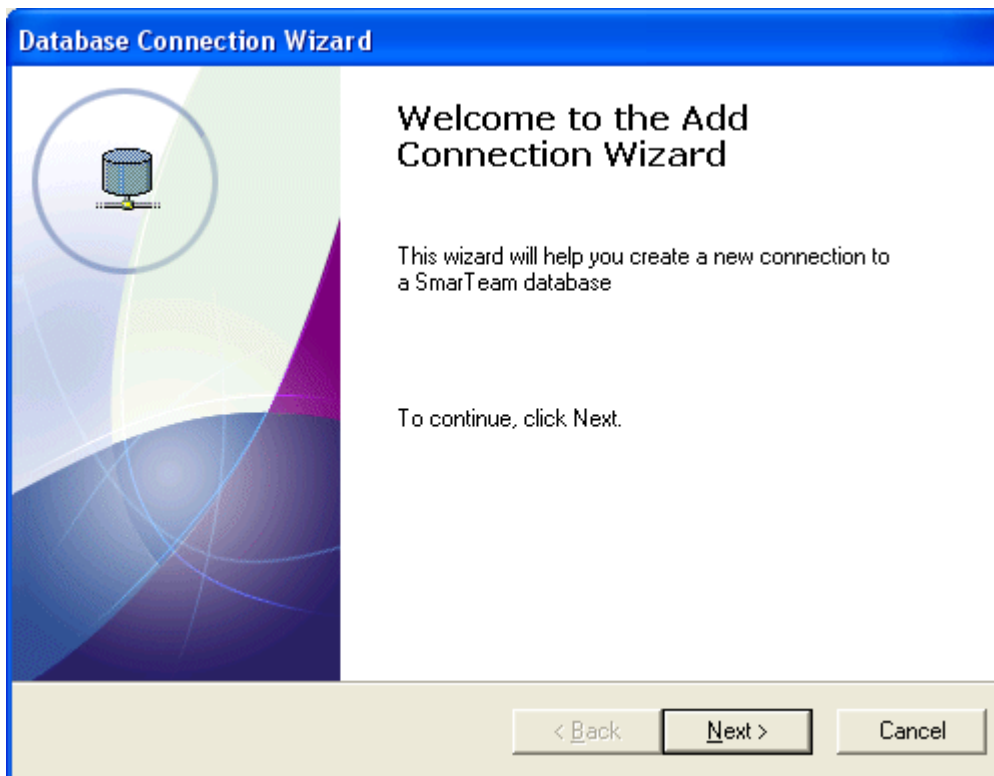 Database Connection Wizard
Welcome to the Add
Connection Wizard
This wizard will help you create a new connection to
a SmarTeam database
To continue, click Next.
< Back
Next >
Cancel